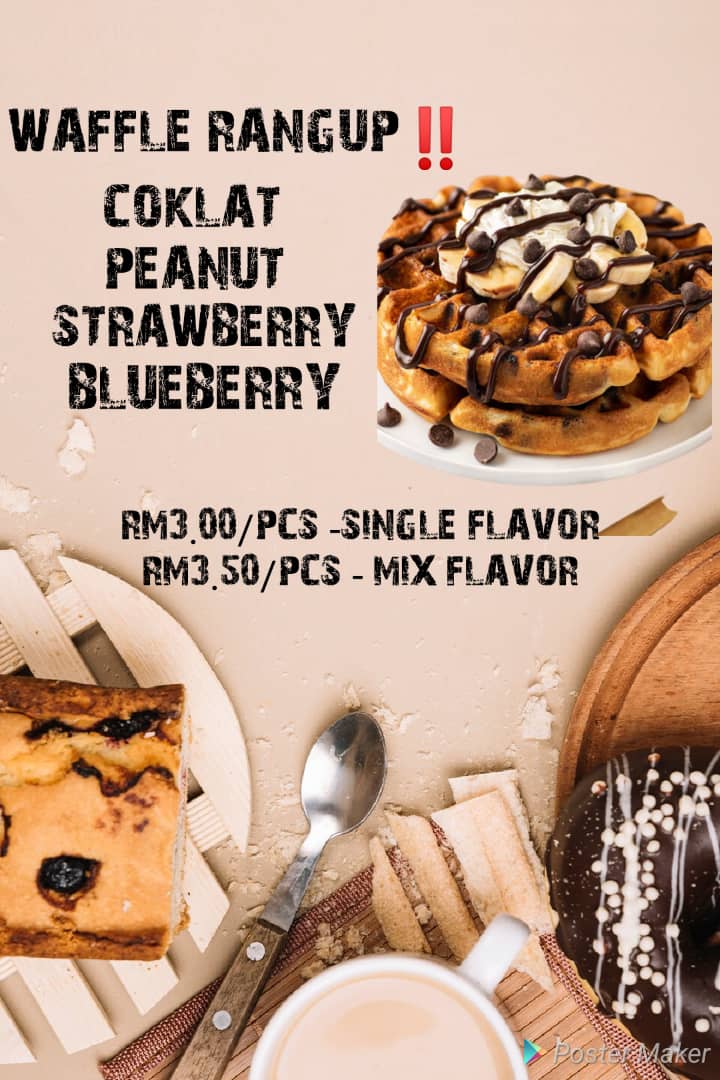 WAFFLE RANGUP‼️
COKLAT
PEANUT
STRAWBERRY
BLUEBERRY
RM3.00/PCS -SINGLE FLAVOR
RM3.50/PCS - MIX FLAVOR
Poster Maker